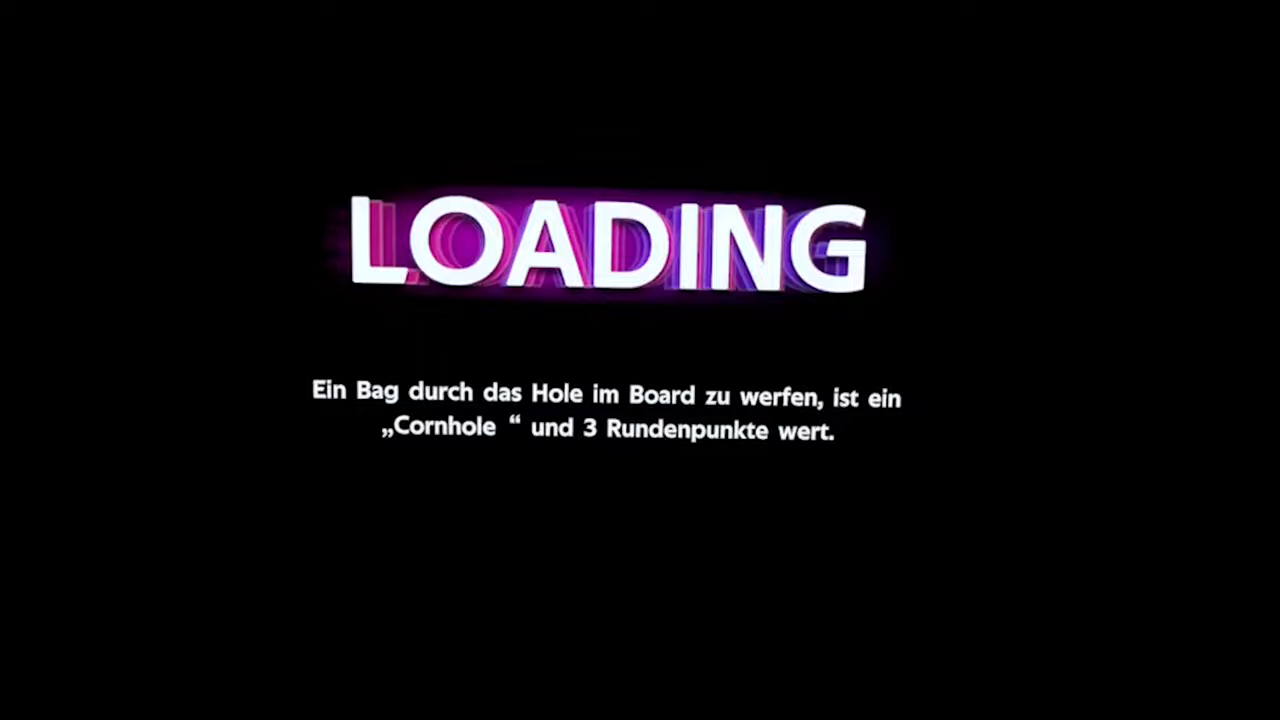 LOADING
Ein Bag durch das Hole im Board zu werfen, ist ein
„Cornhole “ und 3 Rundenpunkte wert.